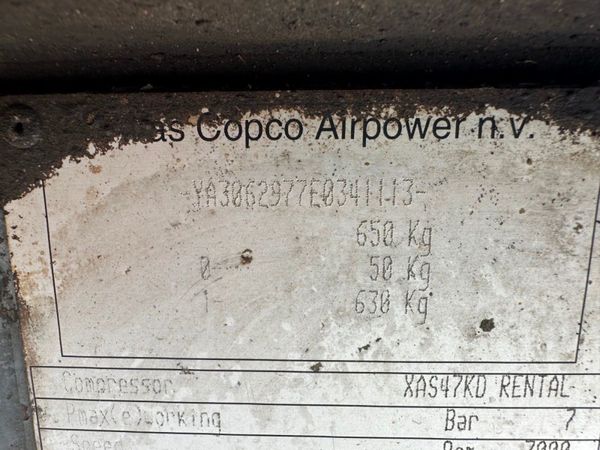 as Copco Airpower n.v.
-YA3062977E0341113-
650 Kg
0- 50 Kg
1- 630 Kg
Compressor XAS47KD RENTAL
Pmax(e)working Bar 7
Speed